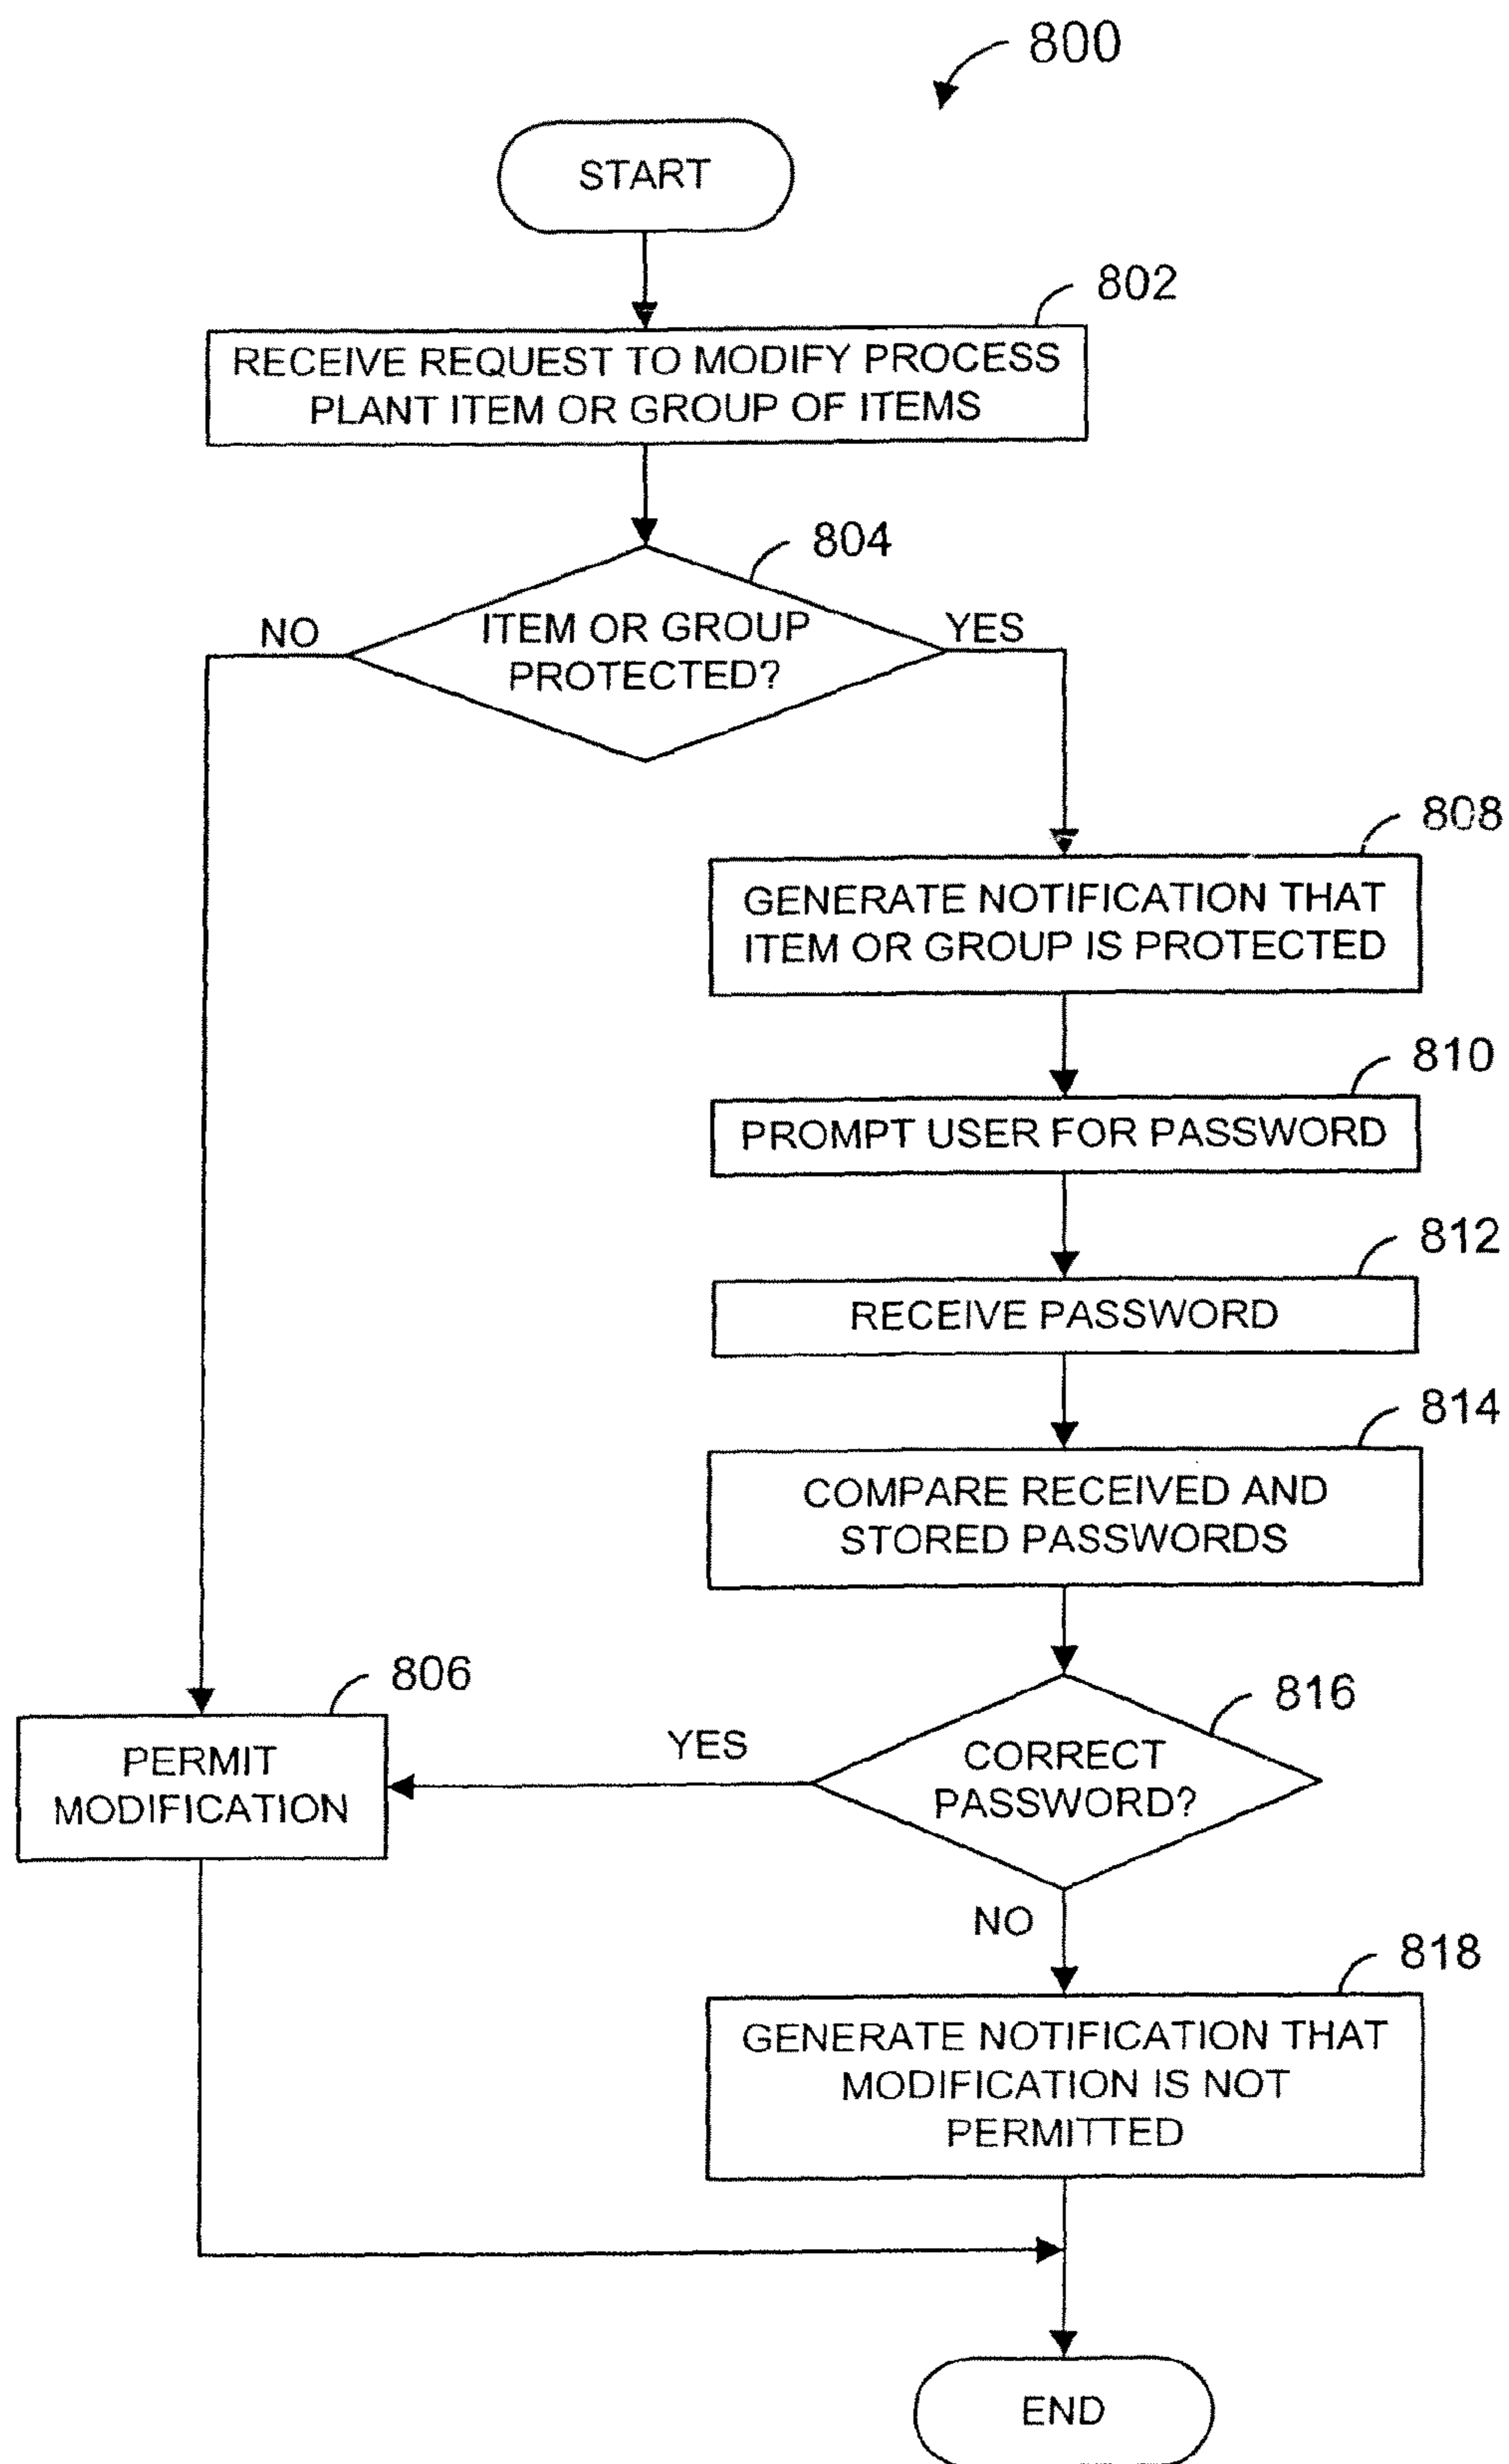 800
START
802
RECEIVE REQUEST TO MODIFY PROCESS
PLANT ITEM OR GROUP OF ITEMS
804
NO
ITEM OR GROUP
PROTECTED?
YES
808
GENERATE NOTIFICATION THAT
ITEM OR GROUP IS PROTECTED
810
PROMPT USER FOR PASSWORD
812
RECEIVE PASSWORD
814
COMPARE RECEIVED AND
STORED PASSWORDS
806
PERMIT
MODIFICATION
YES
816
CORRECT
PASSWORD?
NO
818
GENERATE NOTIFICATION THAT
MODIFICATION IS NOT
PERMITTED
END